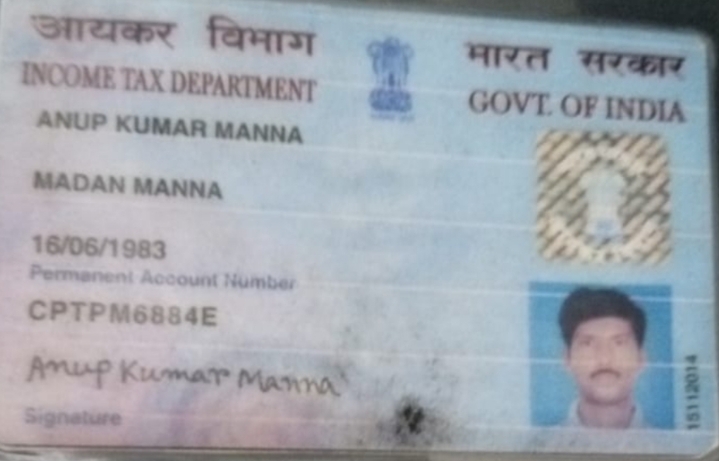 आयकर विभाग
भारत सरकार
INCOME TAX DEPARTMENT
GOVT. OF INDIA
ANUP KUMAR MANNA
MADAN MANNA
16/06/1983
Permanent Account Number
CPTPM6884E
Anup Kumar Manna
Signature
15112014